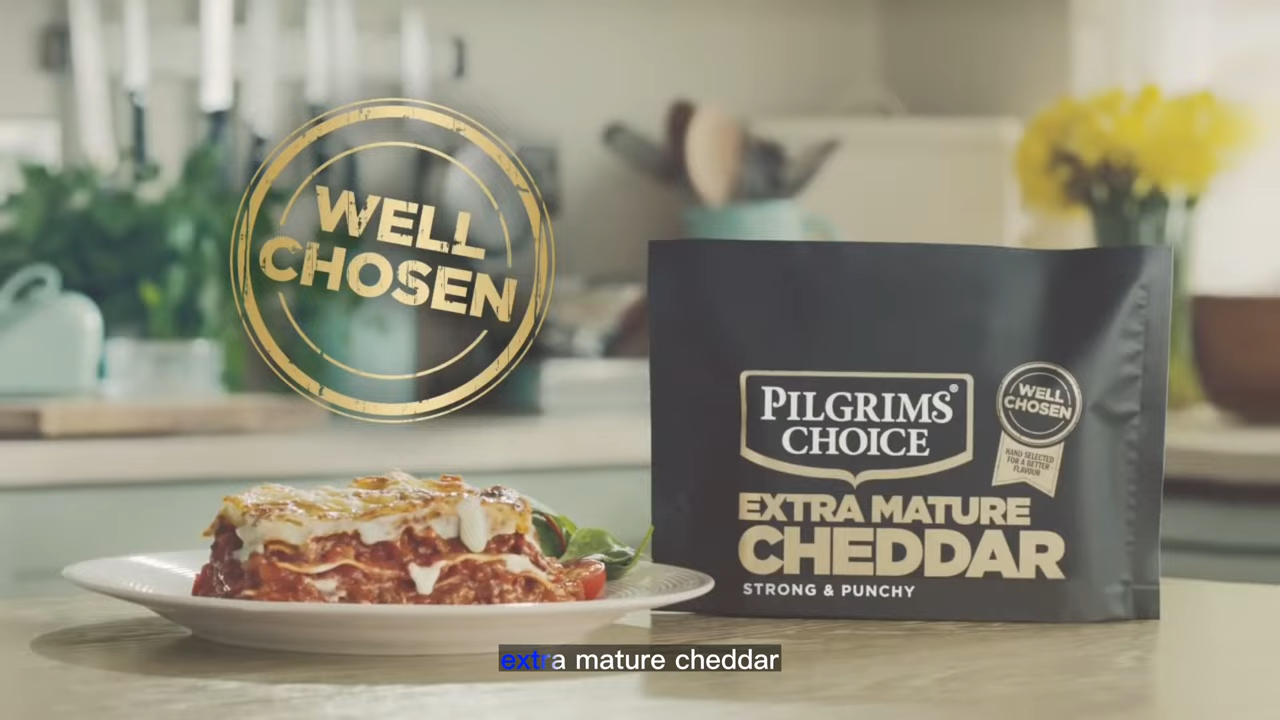 WELL
CHOSEN
PILGRIMS®
CHOICE
WELL
CHOSEN
HAND SELECTED
FOR A BETTER
FLAVOUR
EXTRA MATURE
CHEDDAR
STRONG & PUNCHY
extra mature cheddar